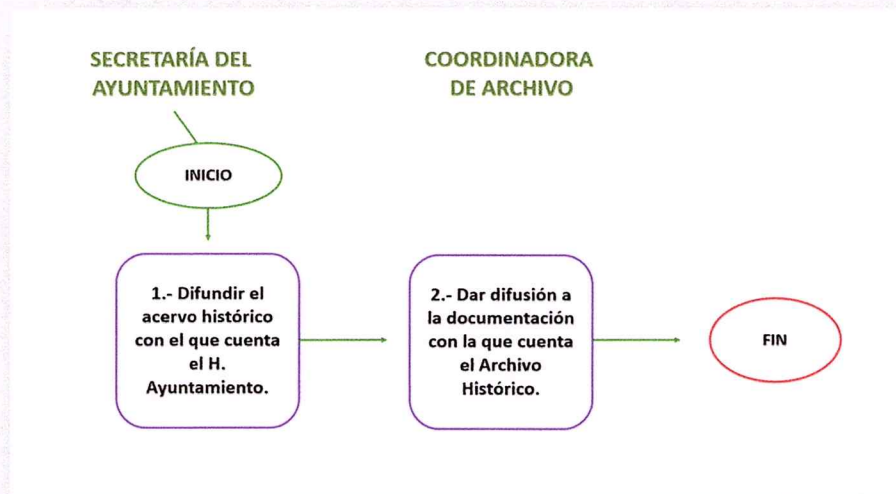 SECRETARÍA DEL
AYUNTAMIENTO
COORDINADORA
DE ARCHIVO
INICIO
1.- Difundir el
acervo histórico
con el que cuenta
el H.
Ayuntamiento.
2.- Dar difusión a
la documentación
con la que cuenta
el Archivo
Histórico.
FIN